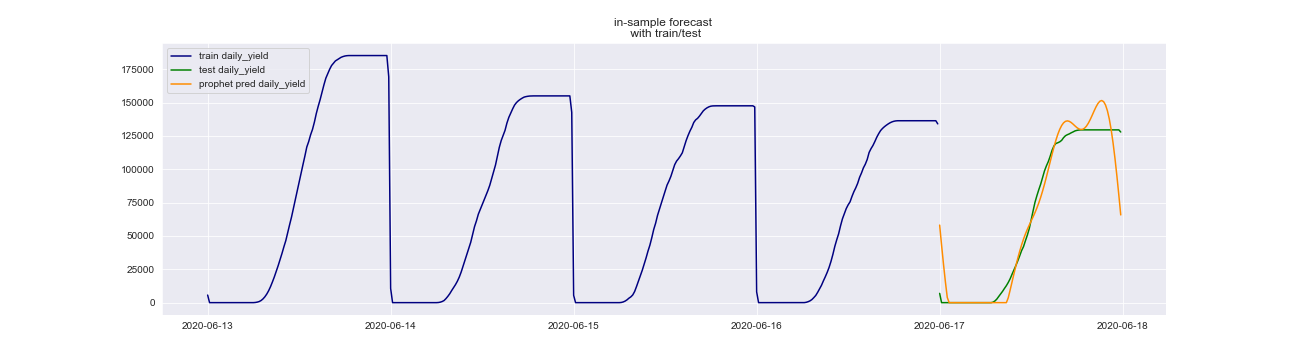 in-sample forecast
with train/test
train daily_yield
test daily_yield
prophet pred daily_yield
175000
150000
125000
100000
75000
50000
25000
0
2020-06-13
2020-06-14
2020-06-15
2020-06-16
2020-06-17
2020-06-18